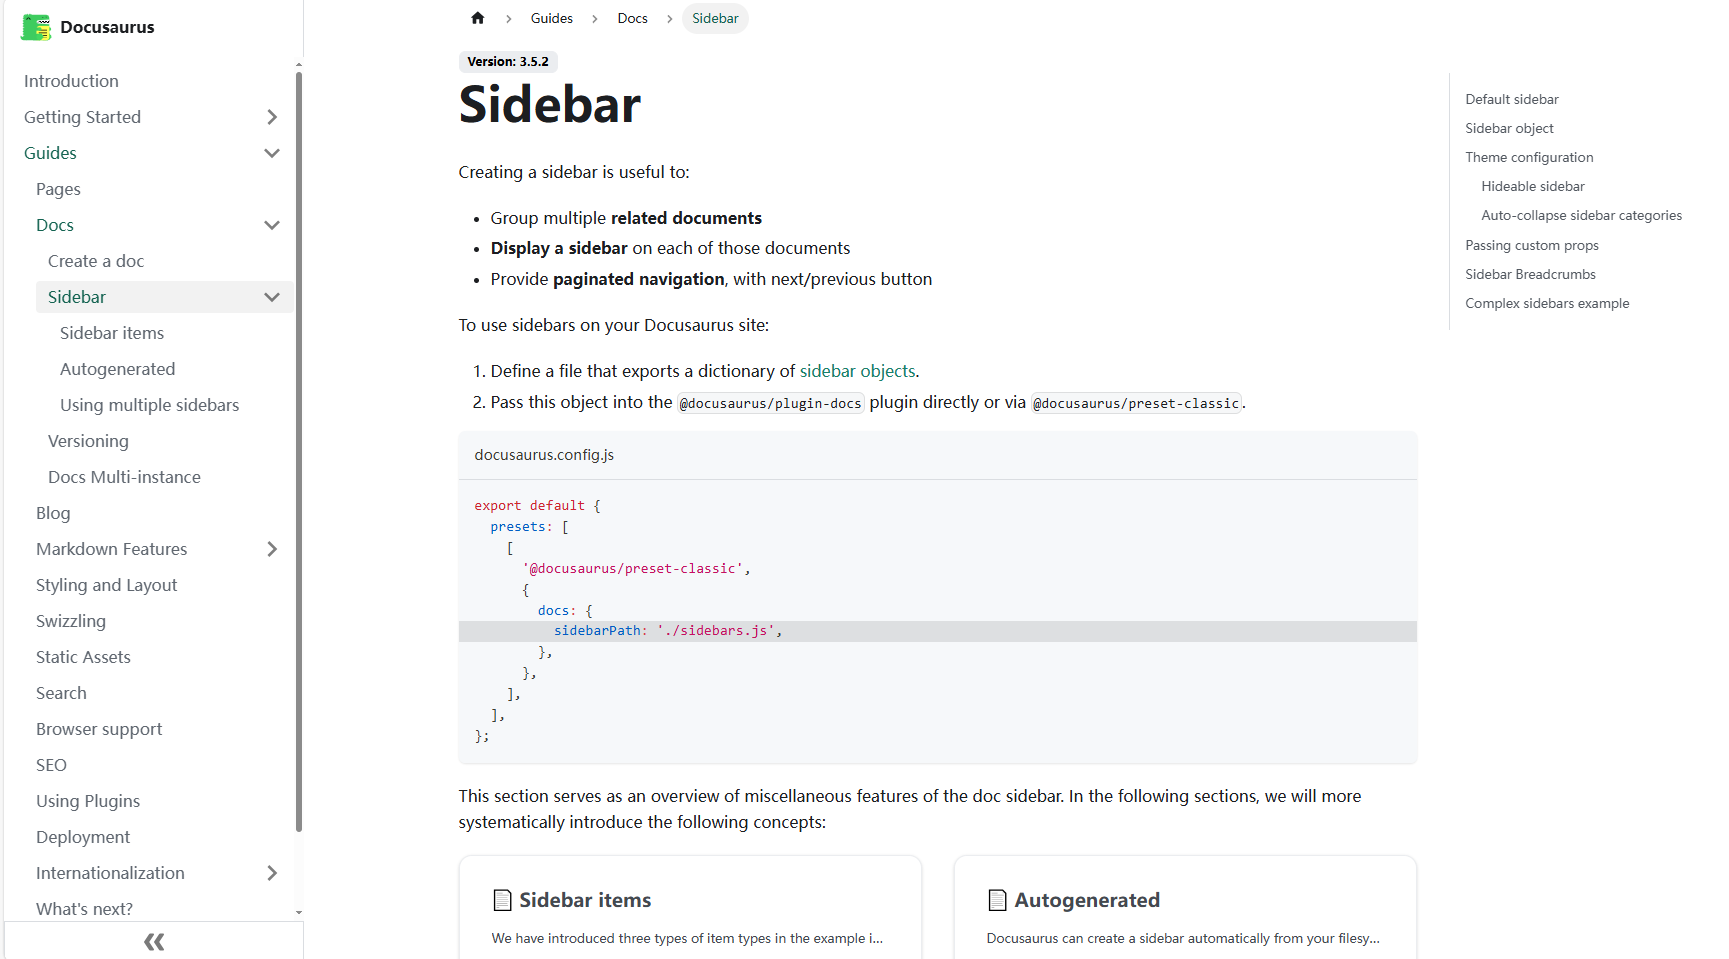 Docusaurus
Introduction
Getting Started
Guides
Pages
Docs
Create a doc
Sidebar
Sidebar items
Autogenerated
Using multiple sidebars
Versioning
Docs Multi-instance
Blog
Markdown Features
Styling and Layout
Swizzling
Static Assets
Search
Browser support
SEO
Using Plugins
Deployment
Internationalization
What's next?
Guides
Docs
Sidebar
Version: 3.5.2
Sidebar
Creating a sidebar is useful to:
• Group multiple related documents
• Display a sidebar on each of those documents
• Provide paginated navigation, with next/previous button
To use sidebars on your Docusaurus site:
1. Define a file that exports a dictionary of sidebar objects.
2. Pass this object into the @docusaurus/plugin-docs plugin directly or via @docusaurus/preset-classic.
docusaurus.config.js
export default {
  presets: [
    [
      '@docusaurus/preset-classic',
      {
        docs: {
          sidebarPath: './sidebars.js',
        },
      },
    ],
  ],
};
This section serves as an overview of miscellaneous features of the doc sidebar. In the following sections, we will more
systematically introduce the following concepts:
Sidebar items
We have introduced three types of item types in the example i...
Autogenerated
Docusaurus can create a sidebar automatically from your filesy...
Default sidebar
Sidebar object
Theme configuration
Hideable sidebar
Auto-collapse sidebar categories
Passing custom props
Sidebar Breadcrumbs
Complex sidebars example